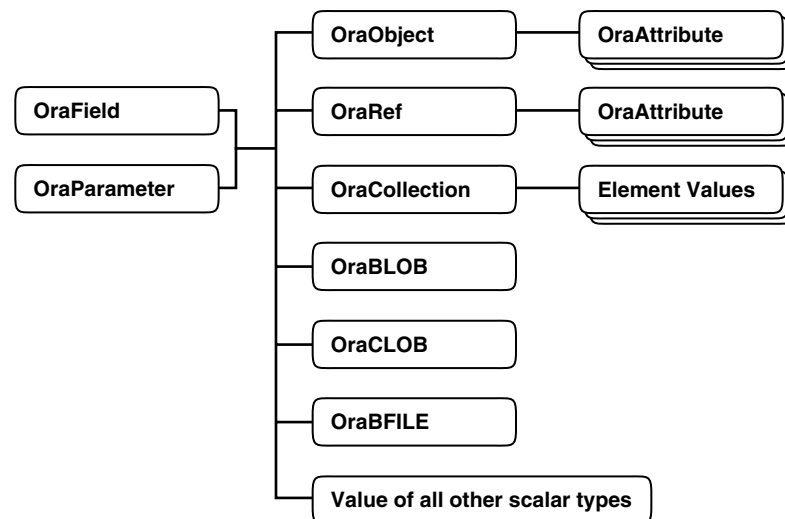 OraObject
OraAttribute
OraField
OraRef
OraAttribute
OraParameter
OraCollection
Element Values
OraBLOB
OraCLOB
OraBFILE
Value of all other scalar types